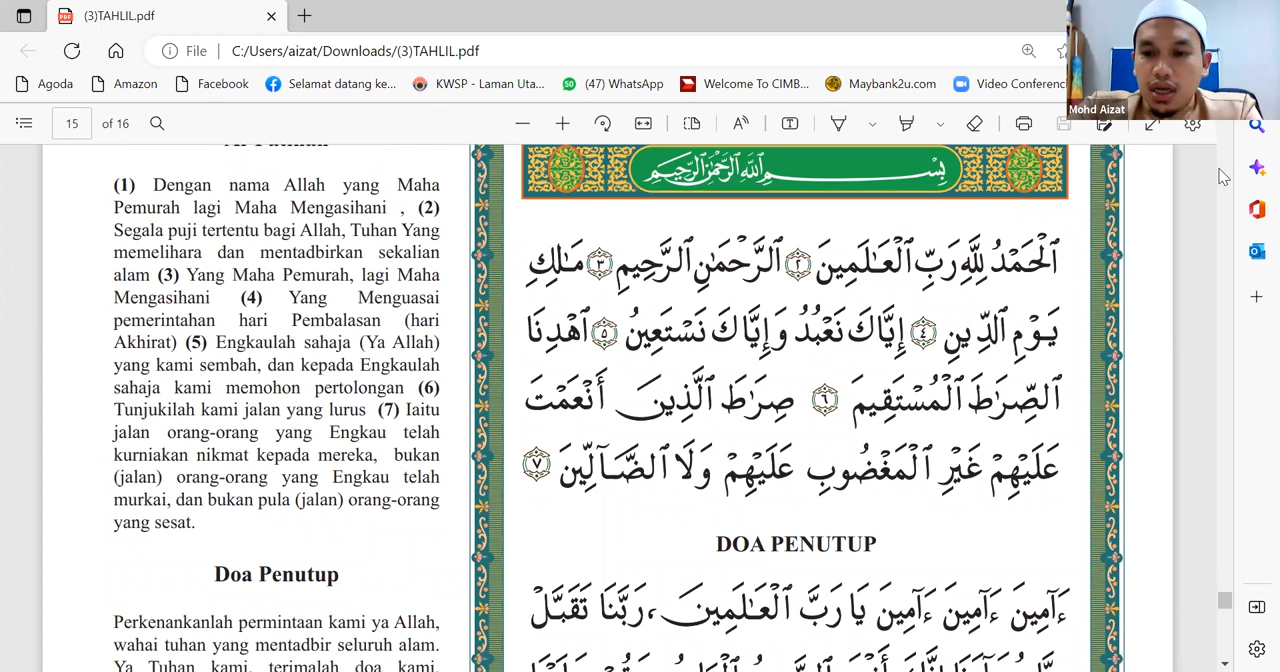 (3)TAHLIL.pdf
File C:/Users/aizat/Downloads/(3)TAHLIL.pdf
Agoda Amazon Facebook Selamat datang ke... KWSP - Laman Uta... (47) WhatsApp Welcome To CIMB... Maybank2u.com Video Conferenc
Mohd Aizat
15 of 16
(1) Dengan nama Allah yang Maha
Pemurah lagi Maha Mengasihani , (2)
Segala puji tertentu bagi Allah, Tuhan Yang
memelihara dan mentadbirkan sekalian
alam (3) Yang Maha Pemurah, lagi Maha
Mengasihani (4) Yang Menguasai
pemerintahan hari Pembalasan (hari
Akhirat) (5) Engkaulah sahaja (Ya Allah)
yang kami sembah, dan kepada Engkaulah
sahaja kami memohon pertolongan (6)
Tunjukilah kami jalan yang lurus (7) Iaitu
jalan orang-orang yang Engkau telah
kurniakan nikmat kepada mereka, bukan
(jalan) orang-orang yang Engkau telah
murkai, dan bukan pula (jalan) orang-orang
yang sesat.
Doa Penutup
Perkenankanlah permintaan kami ya Allah,
wahai tuhan yang mentadbir seluruh alam.
Ya Tuhan kami, terimalah doa kami,
بِسْمِ ٱللَّهِ ٱلرَّحْمَٰنِ ٱلرَّحِيمِ
ٱلْحَمْدُ لِلَّهِ رَبِّ ٱلْعَـٰلَمِينَ ٢ ٱلرَّحْمَـٰنِ ٱلرَّحِيمِ ٣ مَـٰلِكِ
يَوْمِ ٱلدِّينِ ٤ إِيَّاكَ نَعْبُدُ وَإِيَّاكَ نَسْتَعِينُ ٥ ٱهْدِنَا
ٱلصِّرَٰطَ ٱلْمُسْتَقِيمَ ٦ صِرَٰطَ ٱلَّذِينَ أَنْعَمْتَ
عَلَيْهِمْ غَيْرِ ٱلْمَغْضُوبِ عَلَيْهِمْ وَلَا ٱلضَّآلِّينَ ٧
DOA PENUTUP
ءَامِينَ ءَامِينَ ءَامِينَ يَا رَبَّ ٱلْعَـٰلَمِينَ، رَبَّنَا تَقَبَّلْ